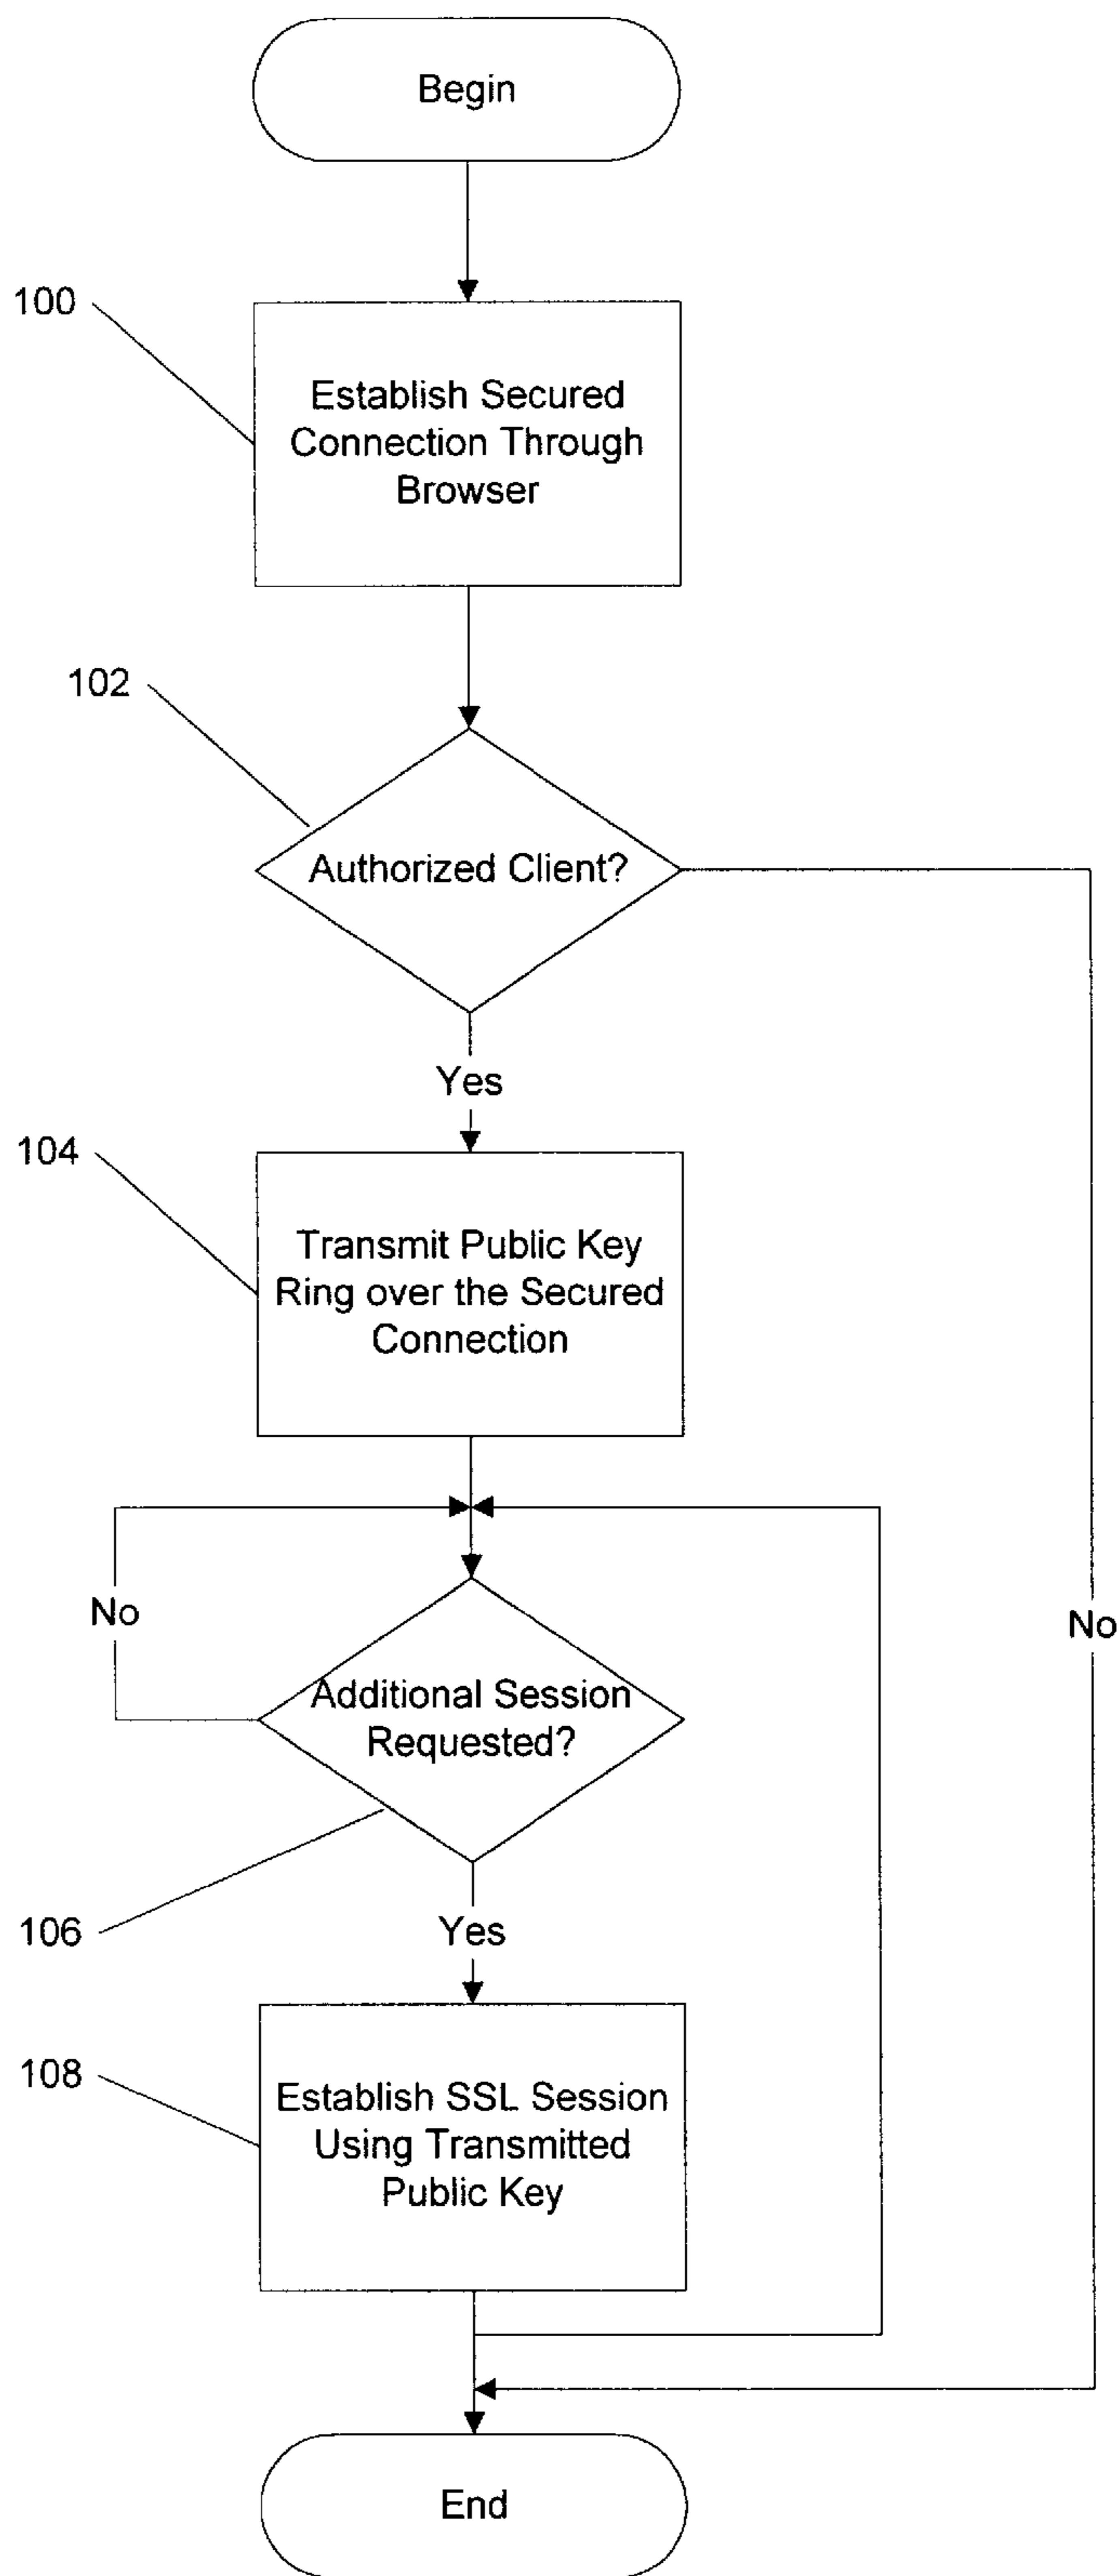 Begin
100
Establish Secured
Connection Through
Browser
102
Authorized Client?
Yes
104
Transmit Public Key
Ring over the Secured
Connection
No
No
Additional Session
Requested?
106
Yes
108
Establish SSL Session
Using Transmitted
Public Key
End